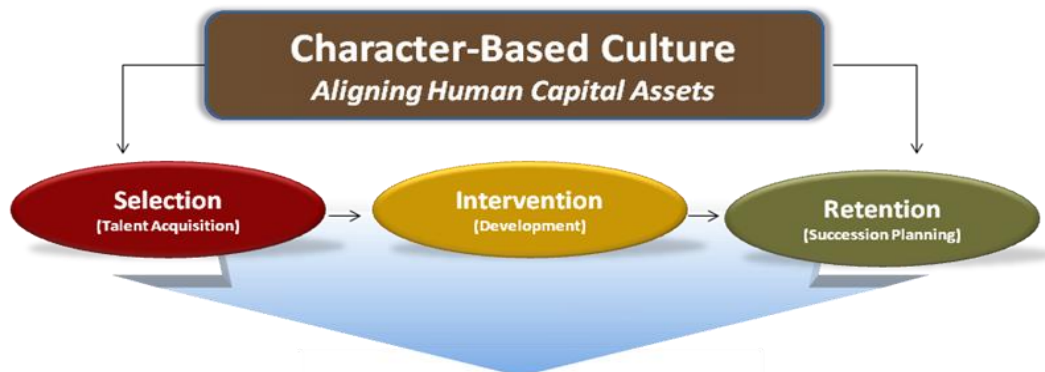 Character-Based Culture
Aligning Human Capital Assets
Selection
(Talent Acquisition)
Intervention
(Development)
Retention
(Succession Planning)